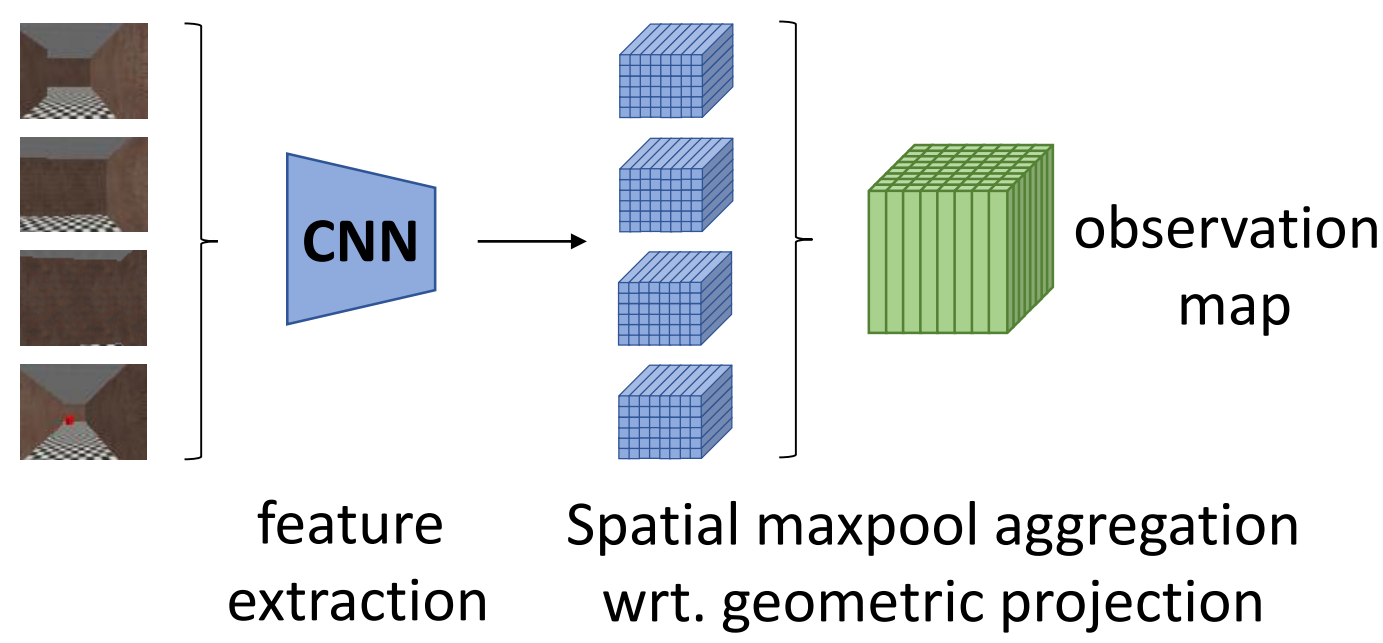 CNN
observation
map
feature
extraction
Spatial maxpool aggregation
wrt. geometric projection